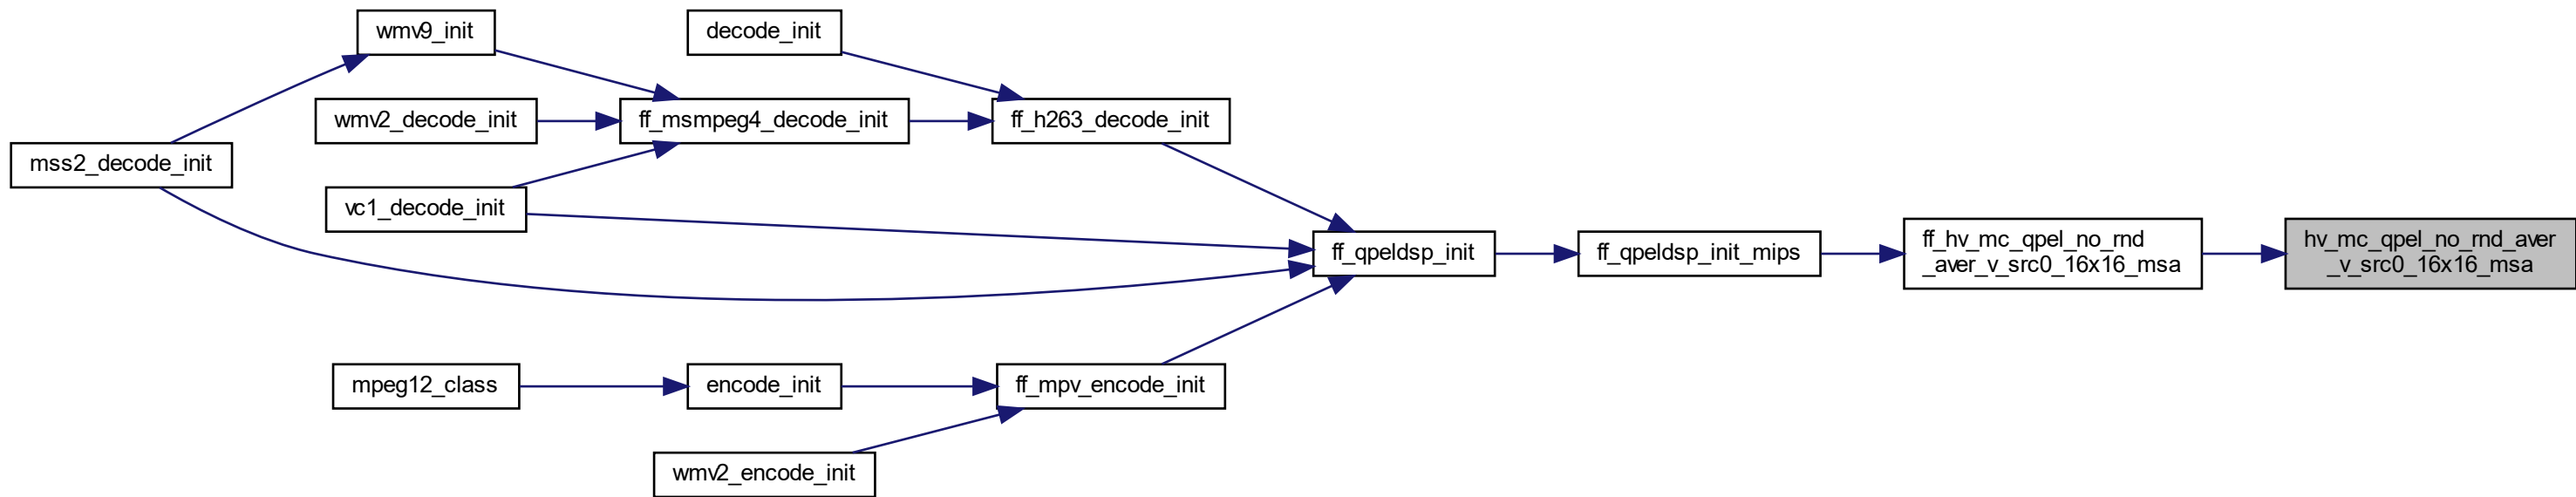 wmv9_init
decode_init
wmv2_decode_init
ff_msmpeg4_decode_init
ff_h263_decode_init
mss2_decode_init
vc1_decode_init
ff_qpeldsp_init
ff_qpeldsp_init_mips
ff_hv_mc_qpel_no_rnd
_aver_v_src0_16x16_msa
hv_mc_qpel_no_rnd_aver
_v_src0_16x16_msa
mpeg12_class
encode_init
ff_mpv_encode_init
wmv2_encode_init